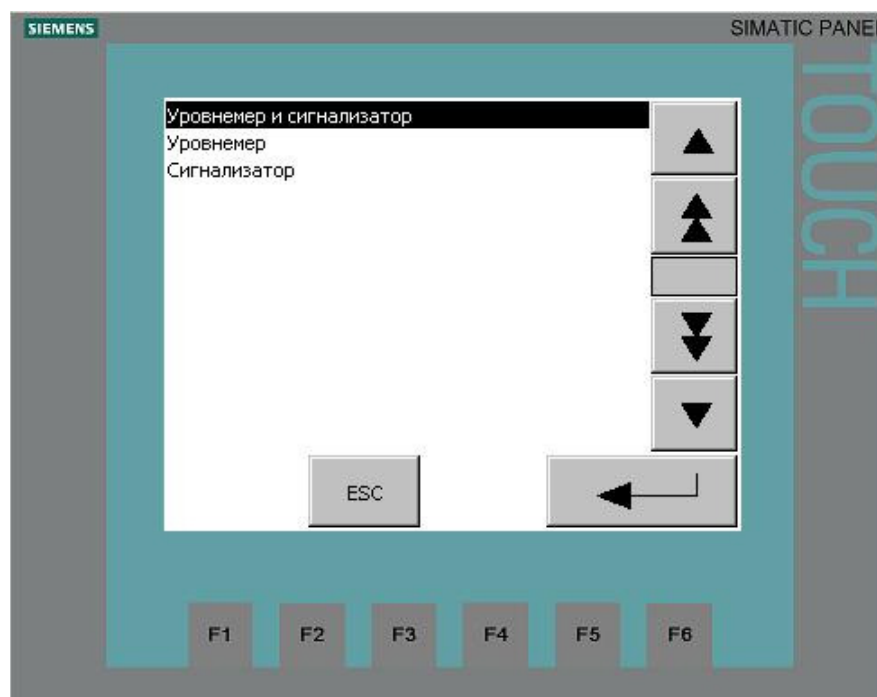 SIEMENS
SIMATIC PANEL
TOUCH
Уровнемер и сигнализатор
Уровнемер
Сигнализатор
ESC
F1 F2 F3 F4 F5 F6